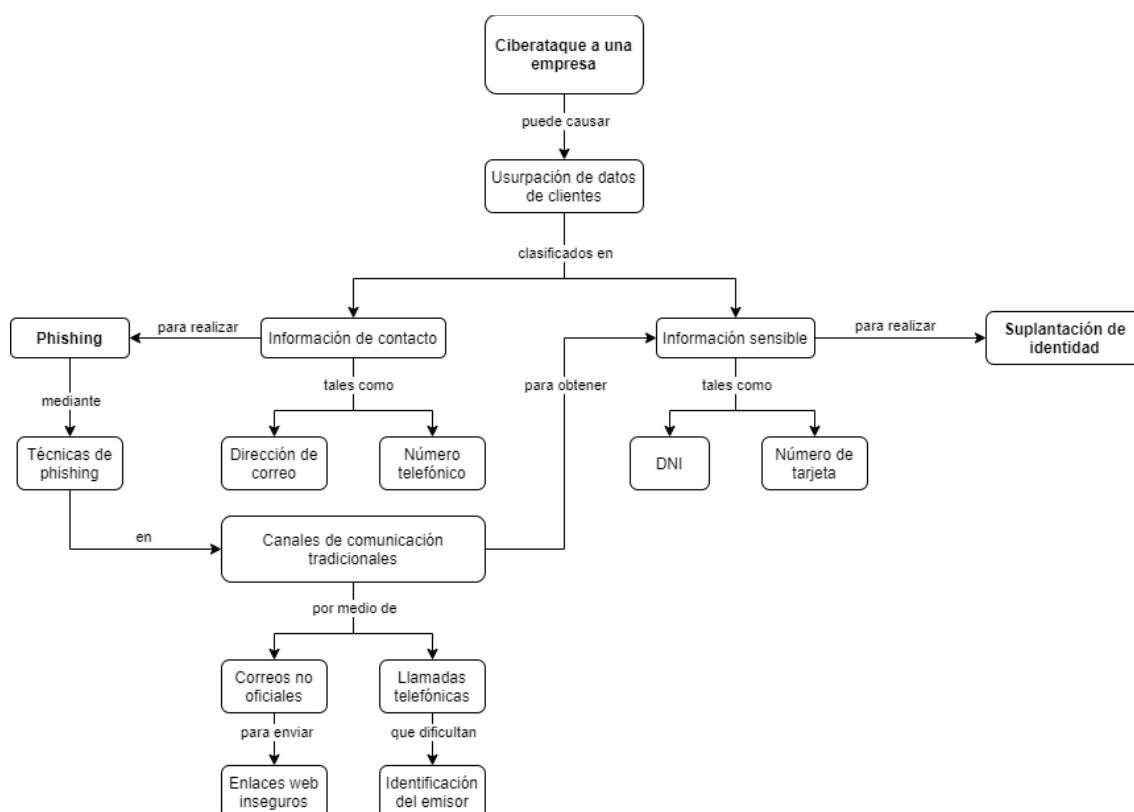 Ciberataque a una
empresa
puede causar
Usurpación de datos
de clientes
clasificados en
Phishing
para realizar
Información de contacto
Información sensible
para realizar
Suplantación de
identidad
mediante
tales como
para obtener
tales como
Técnicas de
phishing
Dirección de
correo
Número
telefónico
DNI
Número de
tarjeta
en
Canales de comunicación
tradicionales
por medio de
Correos no
oficiales
Llamadas
telefónicas
para enviar
que dificultan
Enlaces web
inseguros
Identificación
del emisor